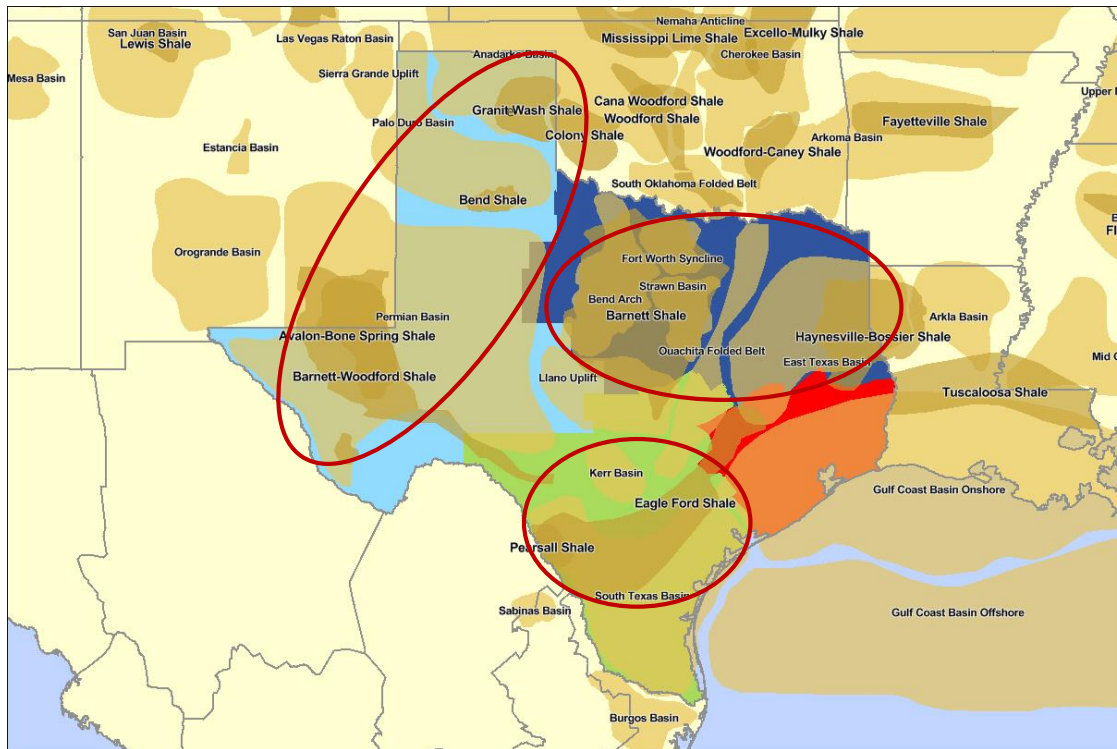 San Juan Basin
Lewis Shale
Las Vegas Raton Basin
Nemaha Anticline
Mississippi Lime Shale
Excello-Mulky Shale
Cherokee Basin
Anadarko Basin
Mesa Basin
Sierra Grande Uplift
Granit Wash Shale
Cana Woodford Shale
Woodford Shale
Palo Duro Basin
Colony Shale
Fayetteville Shale
Arkoma Basin
Estancia Basin
Woodford-Caney Shale
South Oklahoma Folded Belt
Bend Shale
Orogrande Basin
Fort Worth Syncline
Strawn Basin
Bend Arch
Barnett Shale
Permian Basin
Avalon-Bone Spring Shale
Arkla Basin
Haynesville-Bossier Shale
Ouachita Folded Belt
East Texas Basin
Barnett-Woodford Shale
Llano Uplift
Tuscaloosa Shale
Kerr Basin
Gulf Coast Basin Onshore
Eagle Ford Shale
Pearsall Shale
South Texas Basin
Sabinas Basin
Gulf Coast Basin Offshore
Burgos Basin